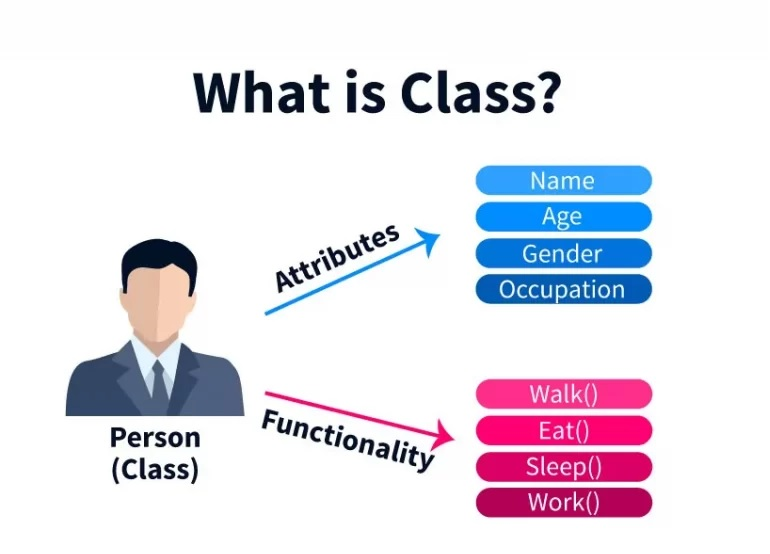 What is Class?
Attributes
Name
Age
Gender
Occupation
Person
(Class)
Functionality
Walk()
Eat()
Sleep()
Work()